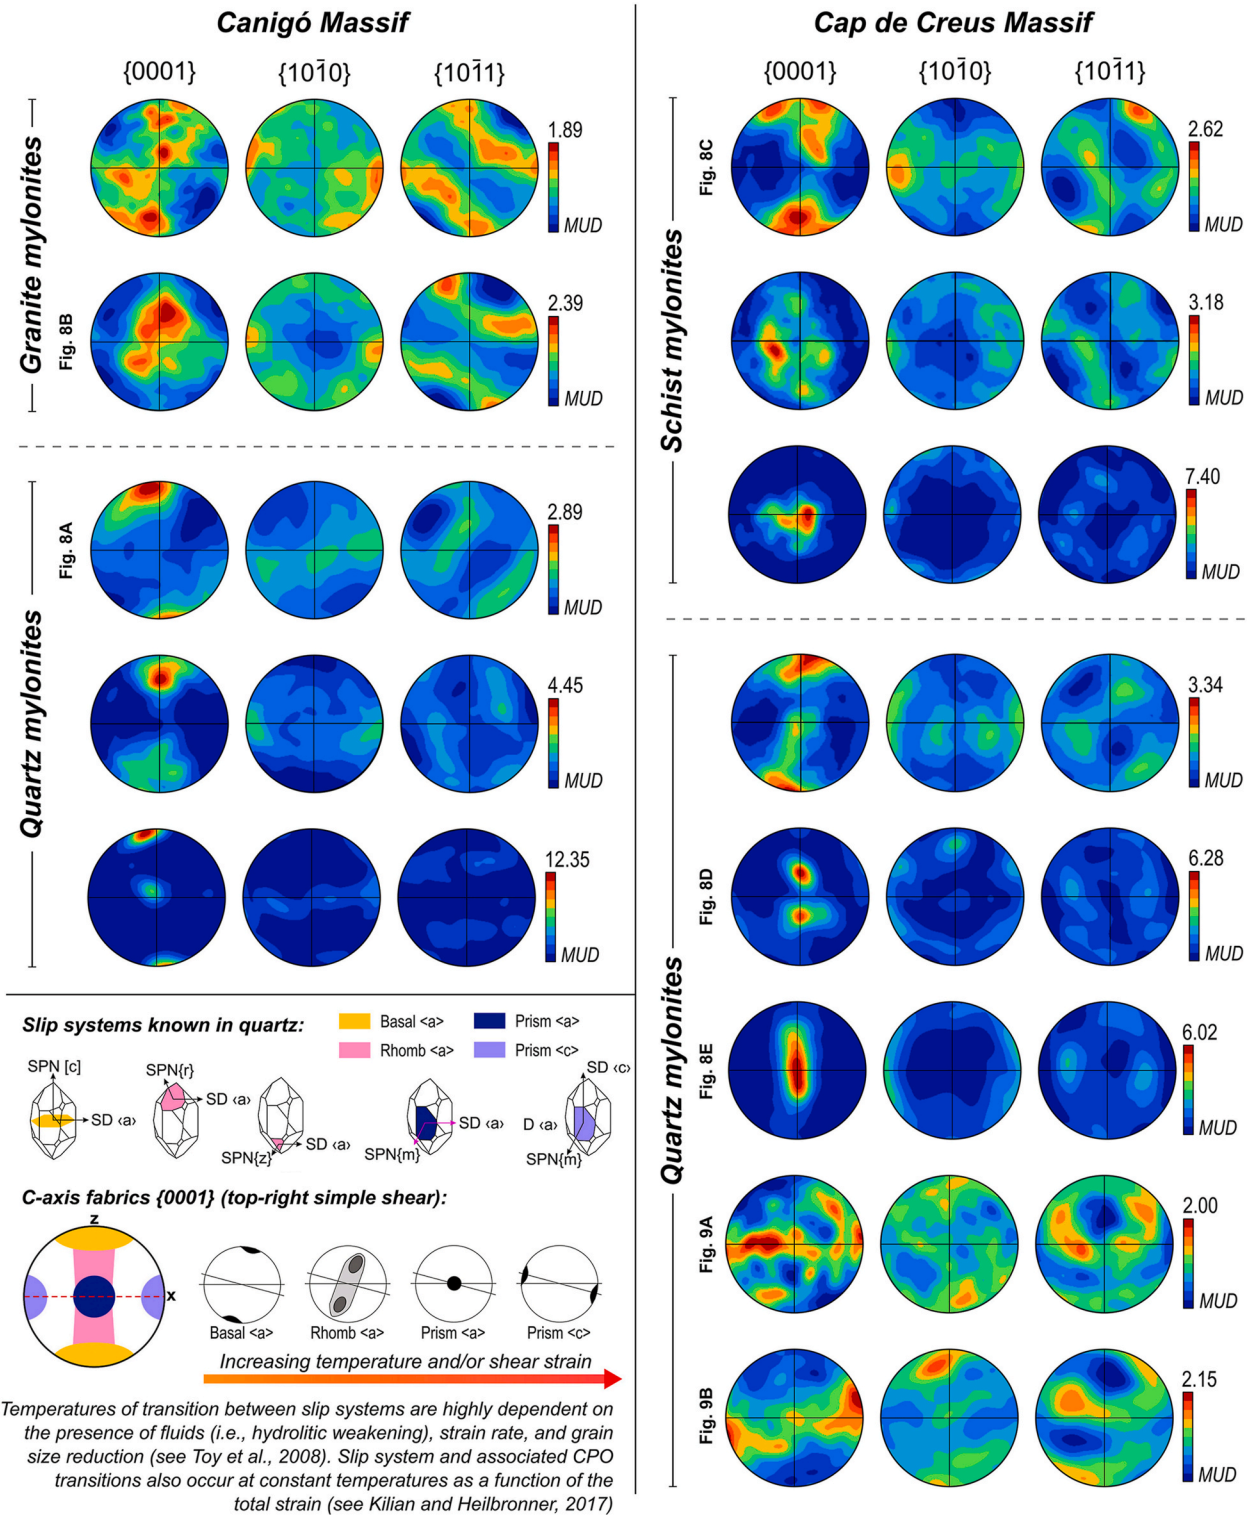 Canigó Massif
{0001} {101̄0} {101̄1}
Granite mylonites
1.89
MUD
Fig. 8B
2.39
MUD
Quartz mylonites
Fig. 8A
2.89
MUD
4.45
MUD
12.35
MUD
Slip systems known in quartz:
Basal <a>
Prism <a>
Rhomb <a>
Prism <c>
SPN [c]
SD ‹a›
SPN{r}
SD ‹a›
SD ‹a›
SPN{z}
SD ‹a›
SPN{m}
SD ‹c›
D ‹a›
SPN{m}
C-axis fabrics {0001} (top-right simple shear):
z
x
Basal <a>
Rhomb <a>
Prism <a>
Prism <c>
Increasing temperature and/or shear strain
Temperatures of transition between slip systems are highly dependent on
the presence of fluids (i.e., hydrolitic weakening), strain rate, and grain
size reduction (see Toy et al., 2008). Slip system and associated CPO
transitions also occur at constant temperatures as a function of the
total strain (see Kilian and Heilbronner, 2017)
Cap de Creus Massif
{0001} {101̄0} {101̄1}
Schist mylonites
Fig. 8C
2.62
MUD
3.18
MUD
7.40
MUD
Quartz mylonites
3.34
MUD
Fig. 8D
6.28
MUD
Fig. 8E
6.02
MUD
Fig. 9A
2.00
MUD
Fig. 9B
2.15
MUD